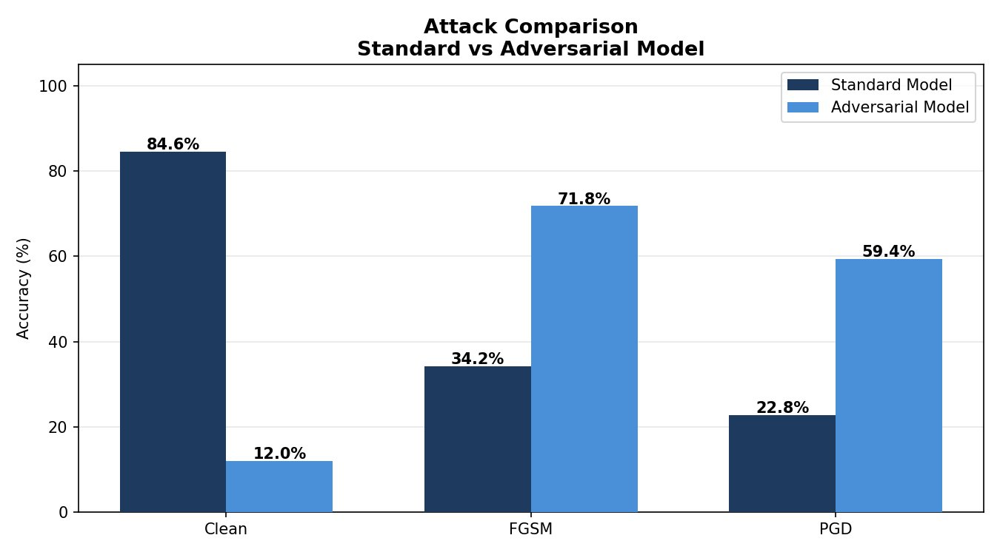 Attack Comparison
Standard vs Adversarial Model
Standard Model
Adversarial Model
Accuracy (%)
100
80
60
40
20
0
84.6%
12.0%
34.2%
71.8%
22.8%
59.4%
Clean
FGSM
PGD